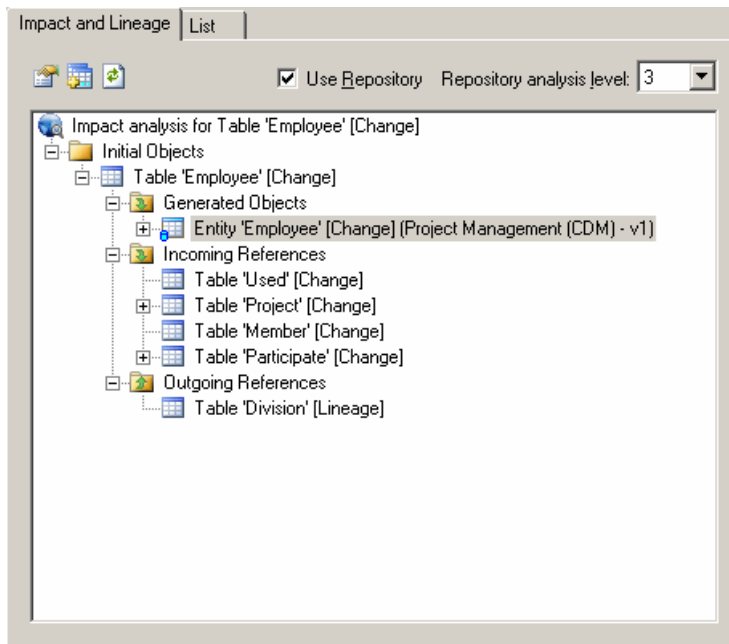 Impact and Lineage
List
Use Repository
Repository analysis level:
3
Impact analysis for Table 'Employee' [Change]
Initial Objects
Table 'Employee' [Change]
Generated Objects
Entity 'Employee' [Change] (Project Management (CDM) - v1)
Incoming References
Table 'Used' [Change]
Table 'Project' [Change]
Table 'Member' [Change]
Table 'Participate' [Change]
Outgoing References
Table 'Division' [Lineage]